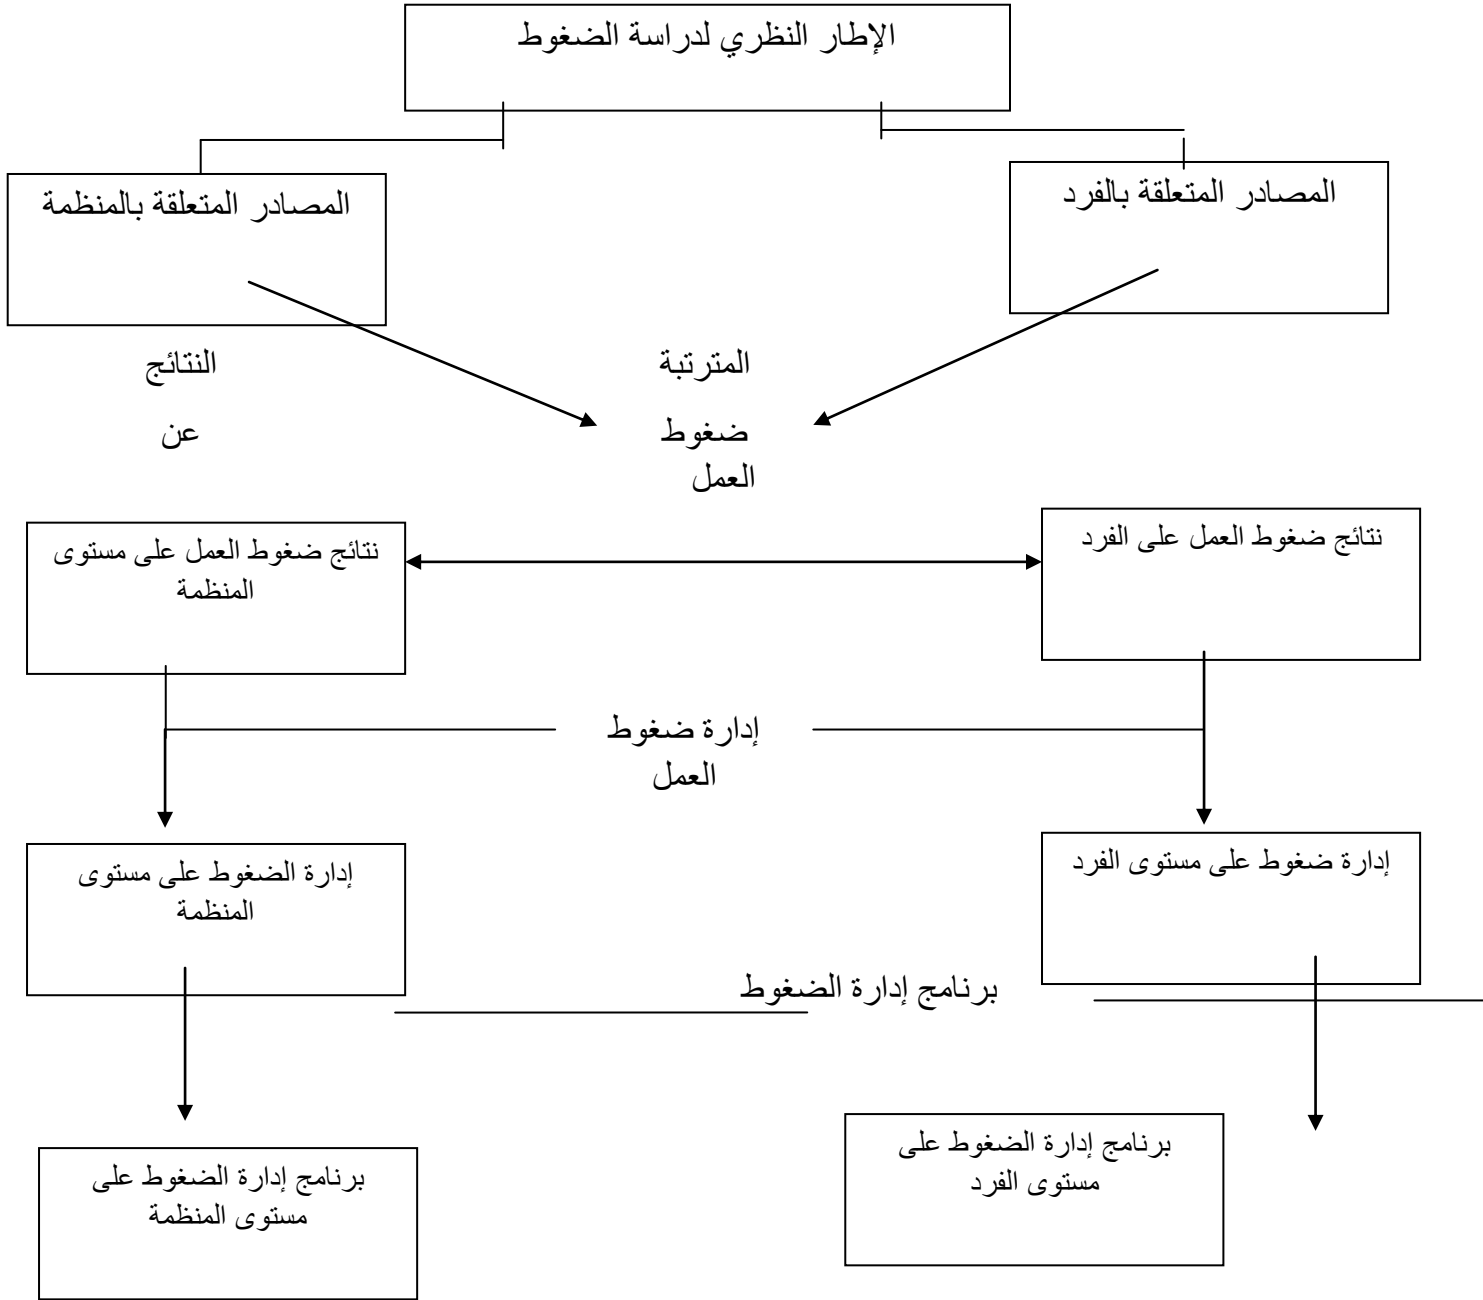 الإطار النظري لدراسة الضغوط
المصادر المتعلقة بالفرد
المصادر المتعلقة بالمنظمة
المترتبة
النتائج
ضغوط
عن
العمل
نتائج ضغوط العمل على الفرد
نتائج ضغوط العمل على مستوى
المنظمة
إدارة ضغوط
العمل
إدارة ضغوط على مستوى الفرد
إدارة الضغوط على مستوى
المنظمة
برنامج إدارة الضغوط
برنامج إدارة الضغوط على
مستوى الفرد
برنامج إدارة الضغوط على
مستوى المنظمة